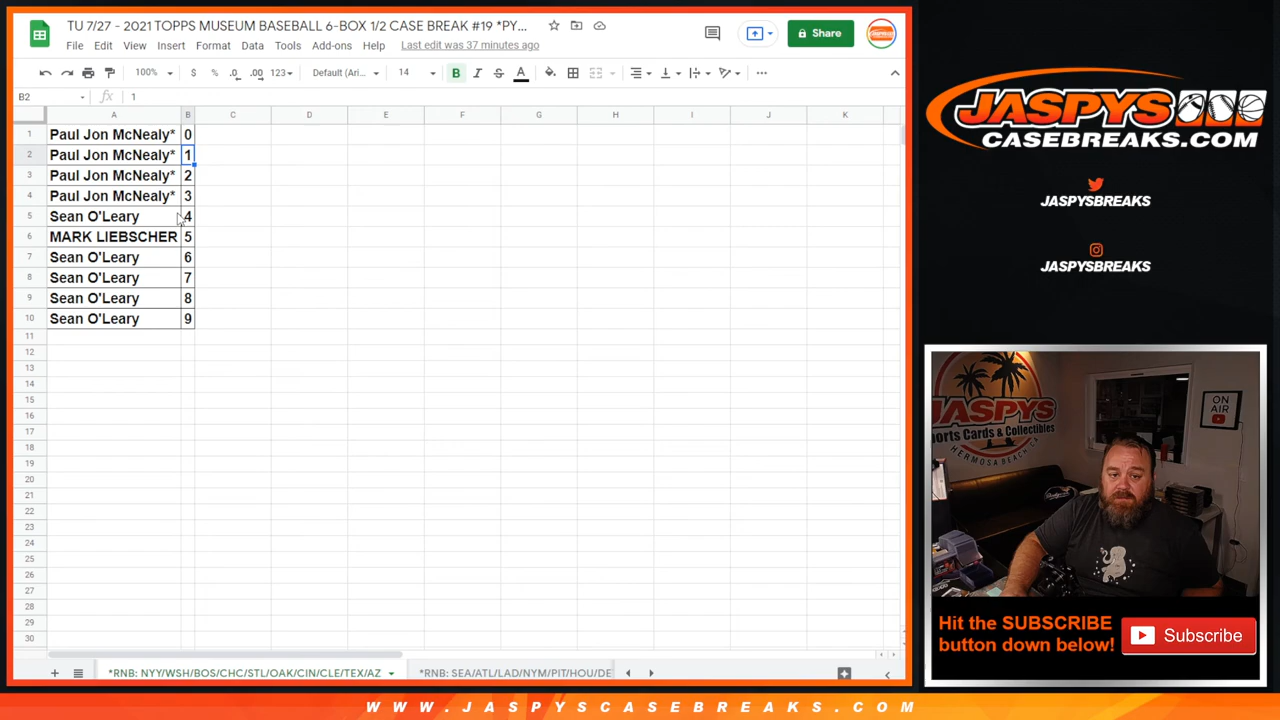 TU 7/27 - 2021 TOPPS MUSEUM BASEBALL 6-BOX 1/2 CASE BREAK #19 *PY...
File Edit View Insert Format Data Tools Add-ons Help Last edit was 37 minutes ago
Share
100% $ % .0 .00 123 Default (Ari... 14 B I S A
B2 fx 1
A B C D E F G H I J K
1 Paul Jon McNealy* 0
2 Paul Jon McNealy* 1
3 Paul Jon McNealy* 2
4 Paul Jon McNealy* 3
5 Sean O'Leary 4
6 MARK LIEBSCHER 5
7 Sean O'Leary 6
8 Sean O'Leary 7
9 Sean O'Leary 8
10 Sean O'Leary 9
11
12
13
14
15
16
17
18
19
20
21
22
23
24
25
26
27
28
29
30
*RNB: NYY/WSH/BOS/CHC/STL/OAK/CIN/CLE/TEX/AZ
*RNB: SEA/ATL/LAD/NYM/PIT/HOU/DE
JASPYS
CASEBREAKS.COM
JASPYSBREAKS
JASPYSBREAKS
JASPYS
Sports Cards & Collectibles
HERMOSA BEACH, CA
ON
AIR
Hit the SUBSCRIBE
button down below!
Subscribe
WWW.JASPYSCASEBREAKS.COM